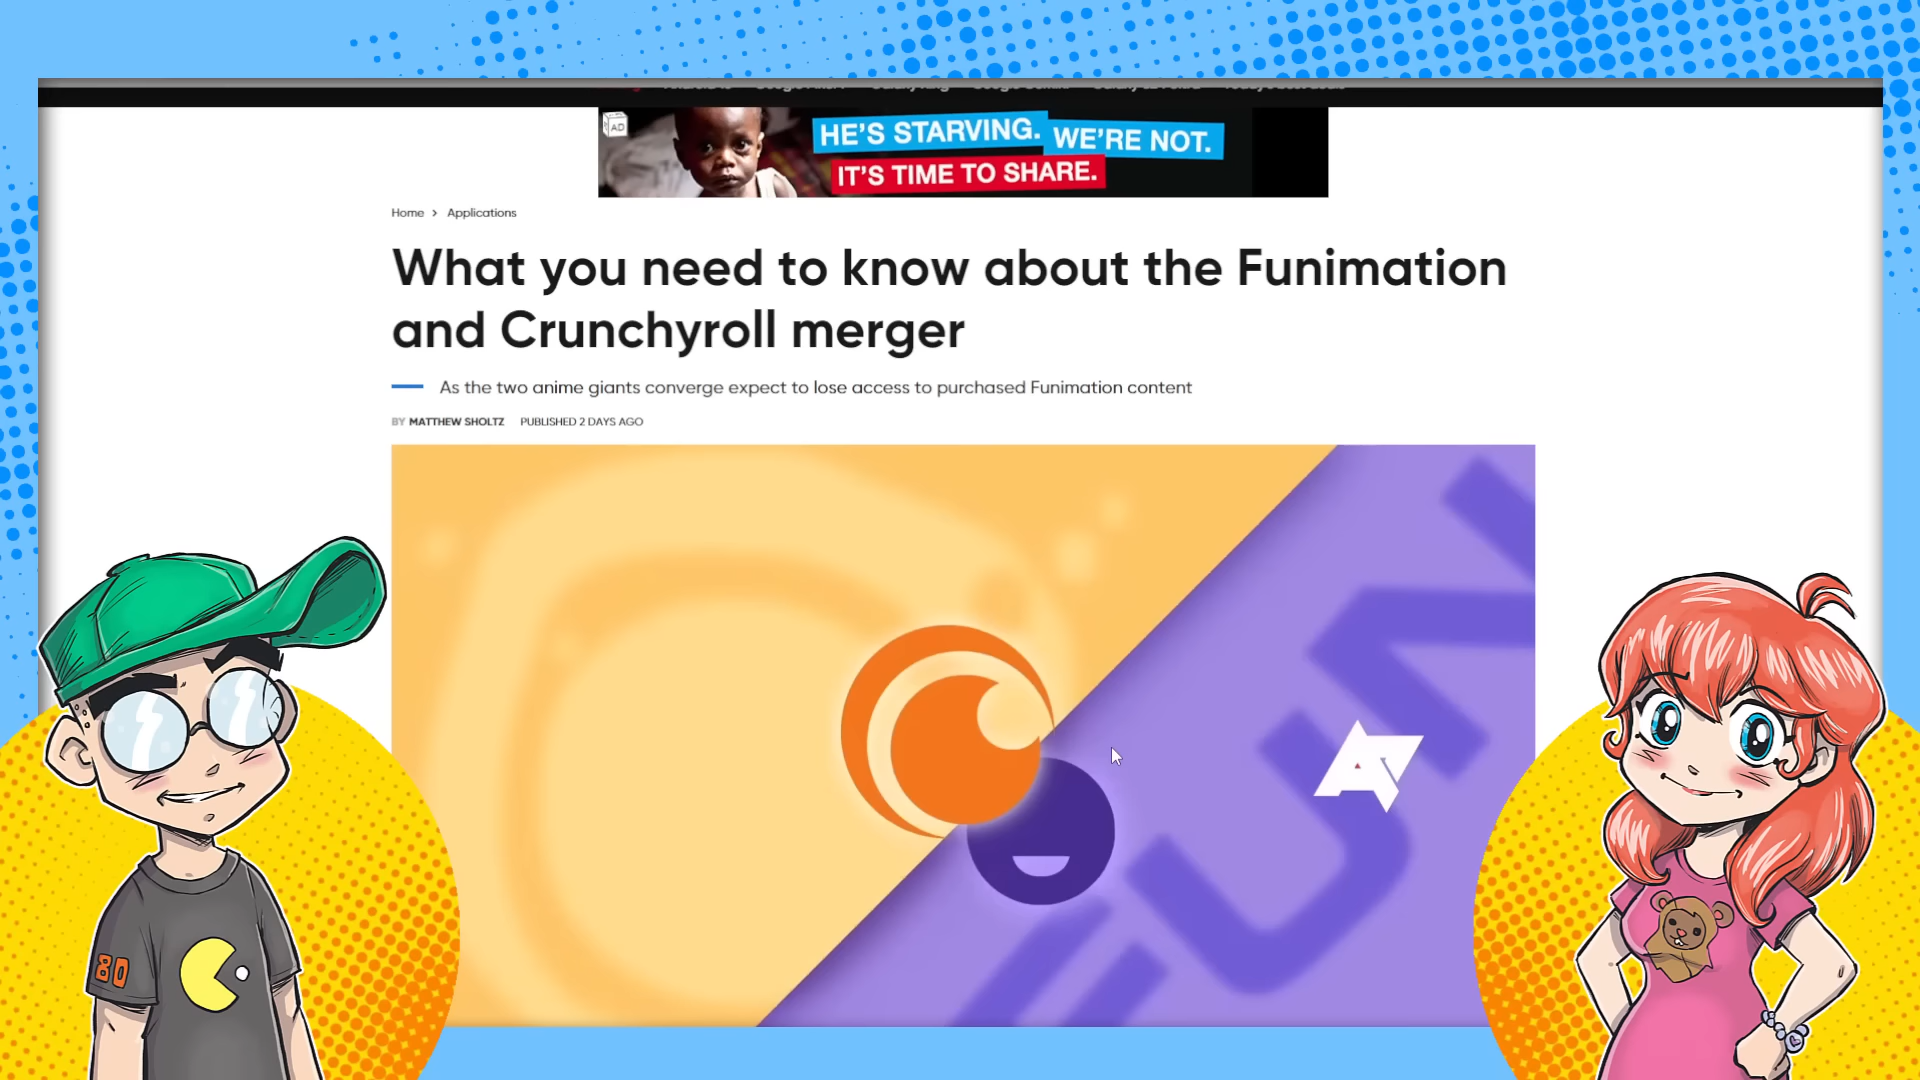 AD
HE'S STARVING. WE'RE NOT.
IT'S TIME TO SHARE.
Home > Applications
What you need to know about the Funimation
and Crunchyroll merger
As the two anime giants converge expect to lose access to purchased Funimation content
BY MATTHEW SHOLTZ PUBLISHED 2 DAYS AGO
FUN
80